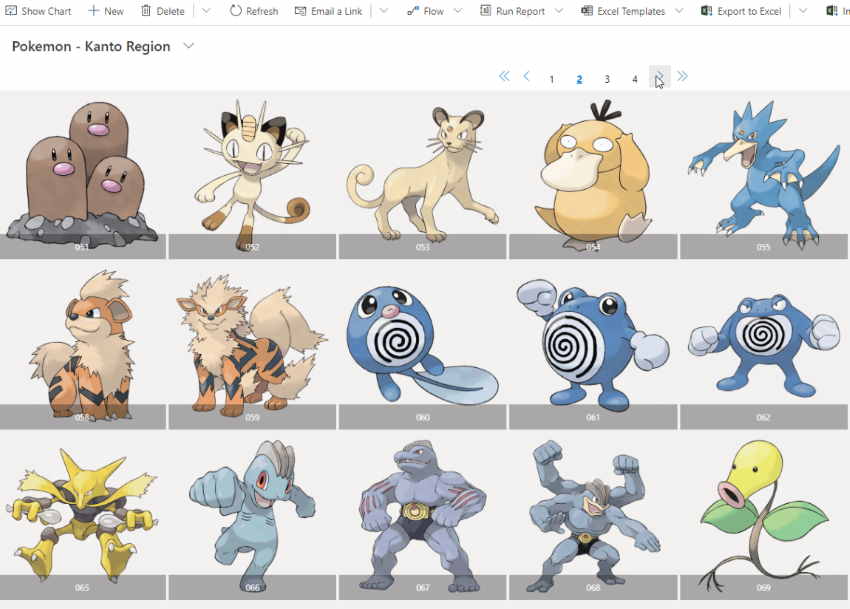 Show Chart New Delete Refresh Email a Link Flow Run Report Excel Templates Export to Excel
Pokemon - Kanto Region
1 2 3 4
051 052 053 054 055
058 059 060 061 062
065 066 067 068 069